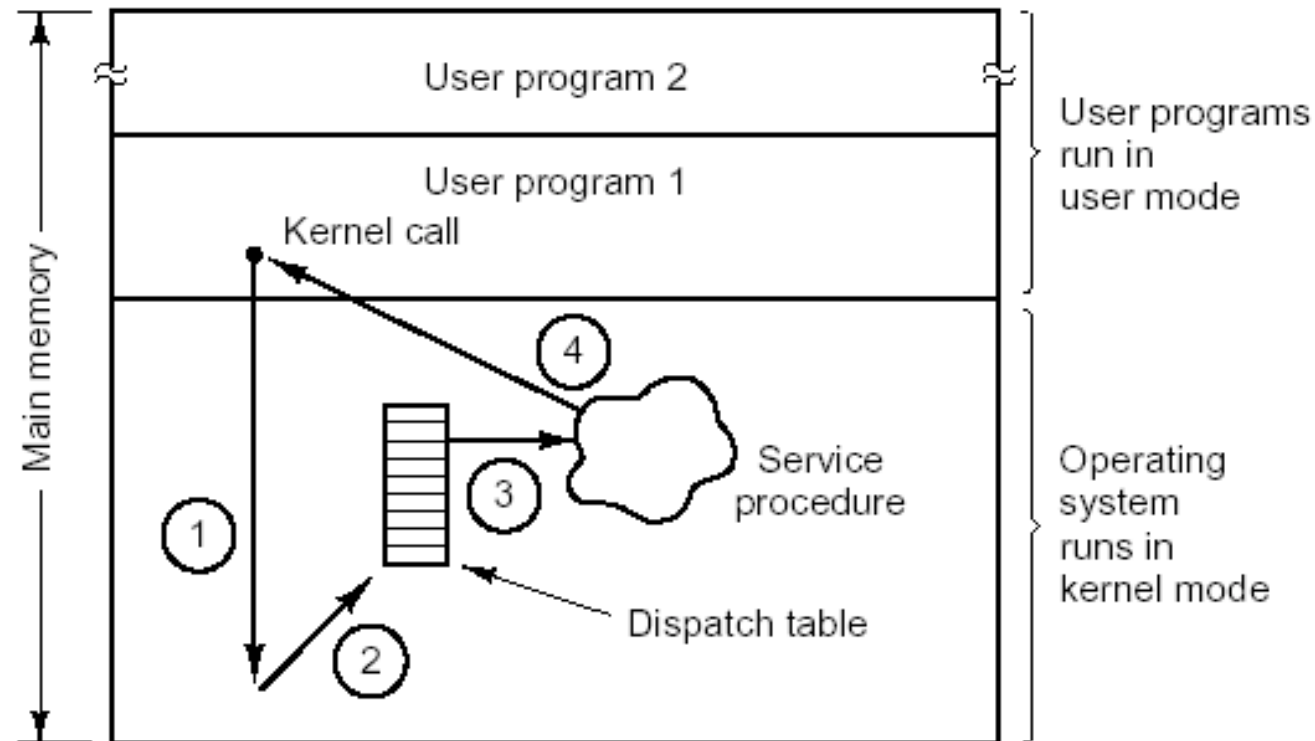 User program 2
User program 1
Kernel call
User programs
run in
user mode
Main memory
4
3
Service
procedure
1
2
Dispatch table
Operating
system
runs in
kernel mode